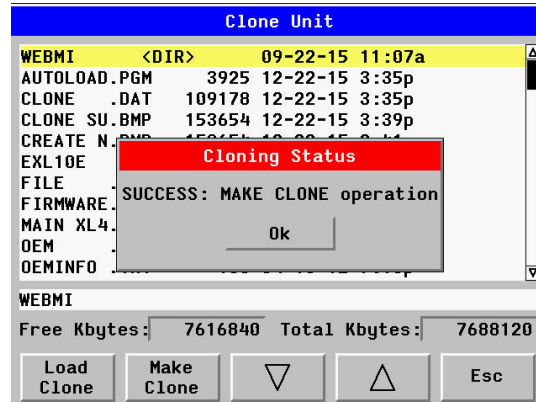 Clone Unit
WEBMI <DIR> 09-22-15 11:07a
AUTOLOAD.PGM 3925 12-22-15 3:35p
CLONE .DAT 109178 12-22-15 3:35p
CLONE SU.BMP 153654 12-22-15 3:39p
CREATE N.
EXL10E
FILE .
FIRMWARE.
MAIN XL4.
OEM .
OEMINFO .
Cloning Status
SUCCESS: MAKE CLONE operation
Ok
WEBMI
Free Kbytes: 7616840 Total Kbytes: 7688120
Load Clone
Make Clone
Esc